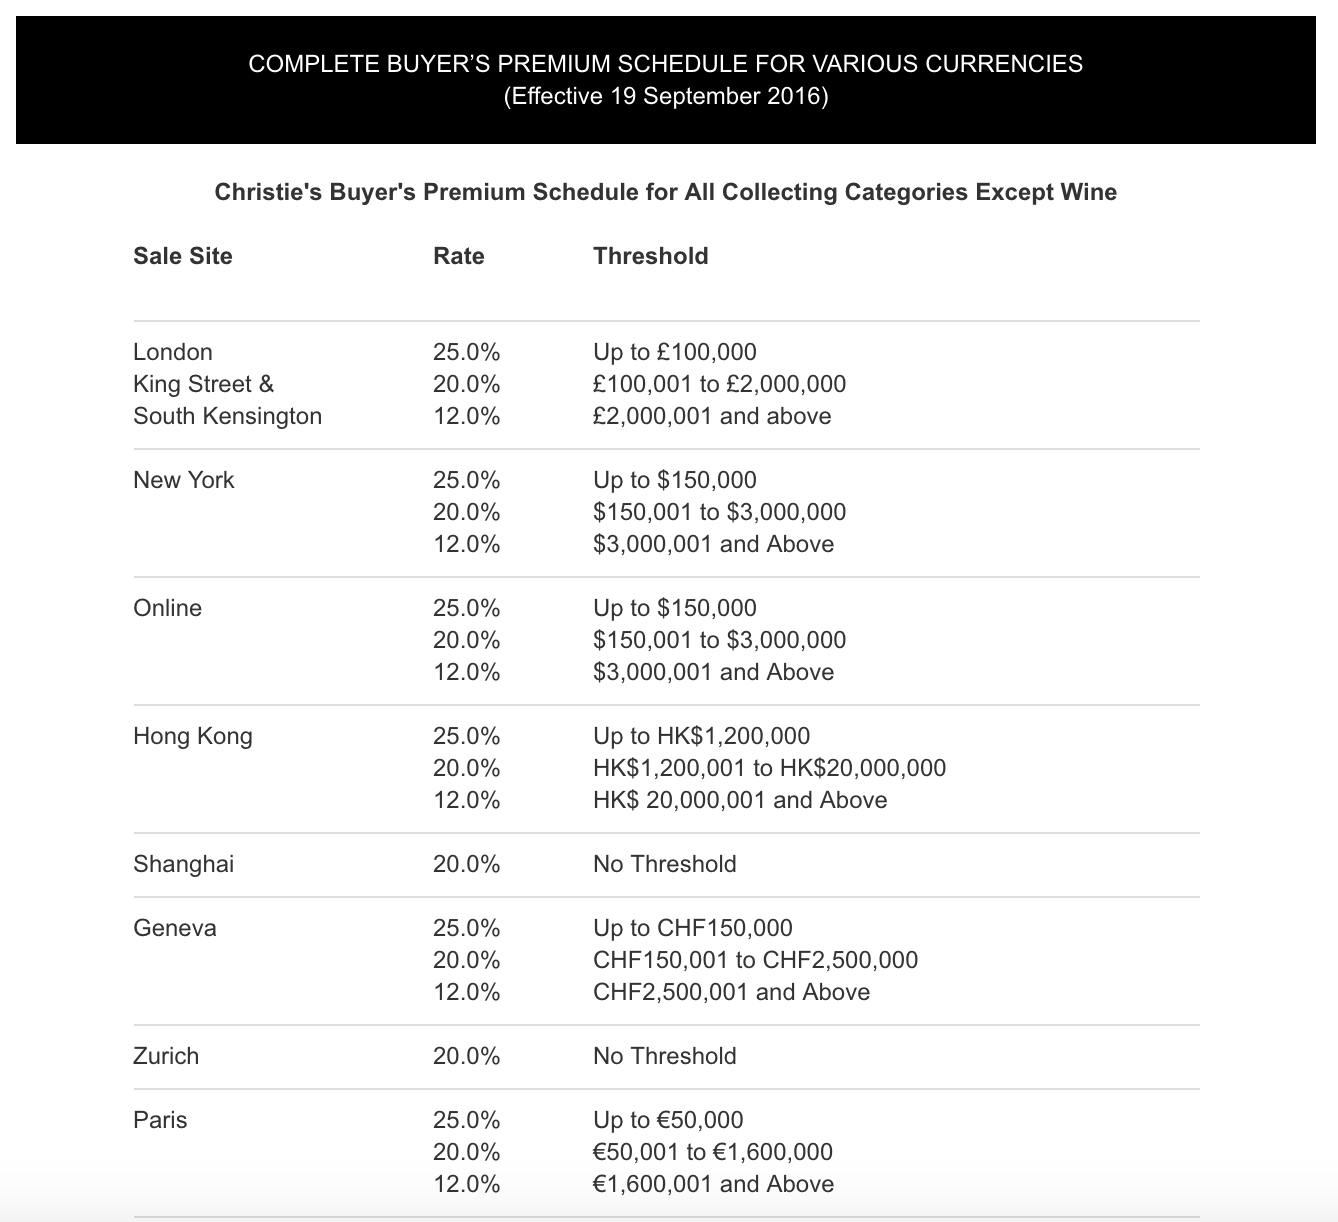 COMPLETE BUYER’S PREMIUM SCHEDULE FOR VARIOUS CURRENCIES
(Effective 19 September 2016)
Christie's Buyer's Premium Schedule for All Collecting Categories Except Wine
Sale Site Rate Threshold
London 25.0% Up to £100,000
King Street & 20.0% £100,001 to £2,000,000
South Kensington 12.0% £2,000,001 and above
New York 25.0% Up to $150,000
20.0% $150,001 to $3,000,000
12.0% $3,000,001 and Above
Online 25.0% Up to $150,000
20.0% $150,001 to $3,000,000
12.0% $3,000,001 and Above
Hong Kong 25.0% Up to HK$1,200,000
20.0% HK$1,200,001 to HK$20,000,000
12.0% HK$ 20,000,001 and Above
Shanghai 20.0% No Threshold
Geneva 25.0% Up to CHF150,000
20.0% CHF150,001 to CHF2,500,000
12.0% CHF2,500,001 and Above
Zurich 20.0% No Threshold
Paris 25.0% Up to €50,000
20.0% €50,001 to €1,600,000
12.0% €1,600,001 and Above